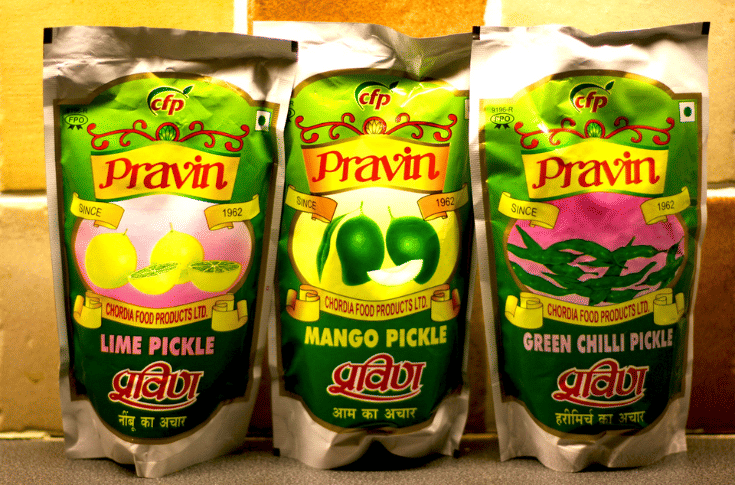 cfp
FPO
Pravin
SINCE
1962
CHORDIA FOOD PRODUCTS LTD.
LIME PICKLE
प्रविण
नींबू का अचार
cfp
Pravin
SINCE
1962
CHORDIA FOOD PRODUCTS LTD.
MANGO PICKLE
प्रविण
आम का अचार
cfp
9196-R
FPO
Pravin
SINCE
1962
CHORDIA FOOD PRODUCTS LTD.
GREEN CHILLI PICKLE
प्रविण
हरीमिर्च का अचार